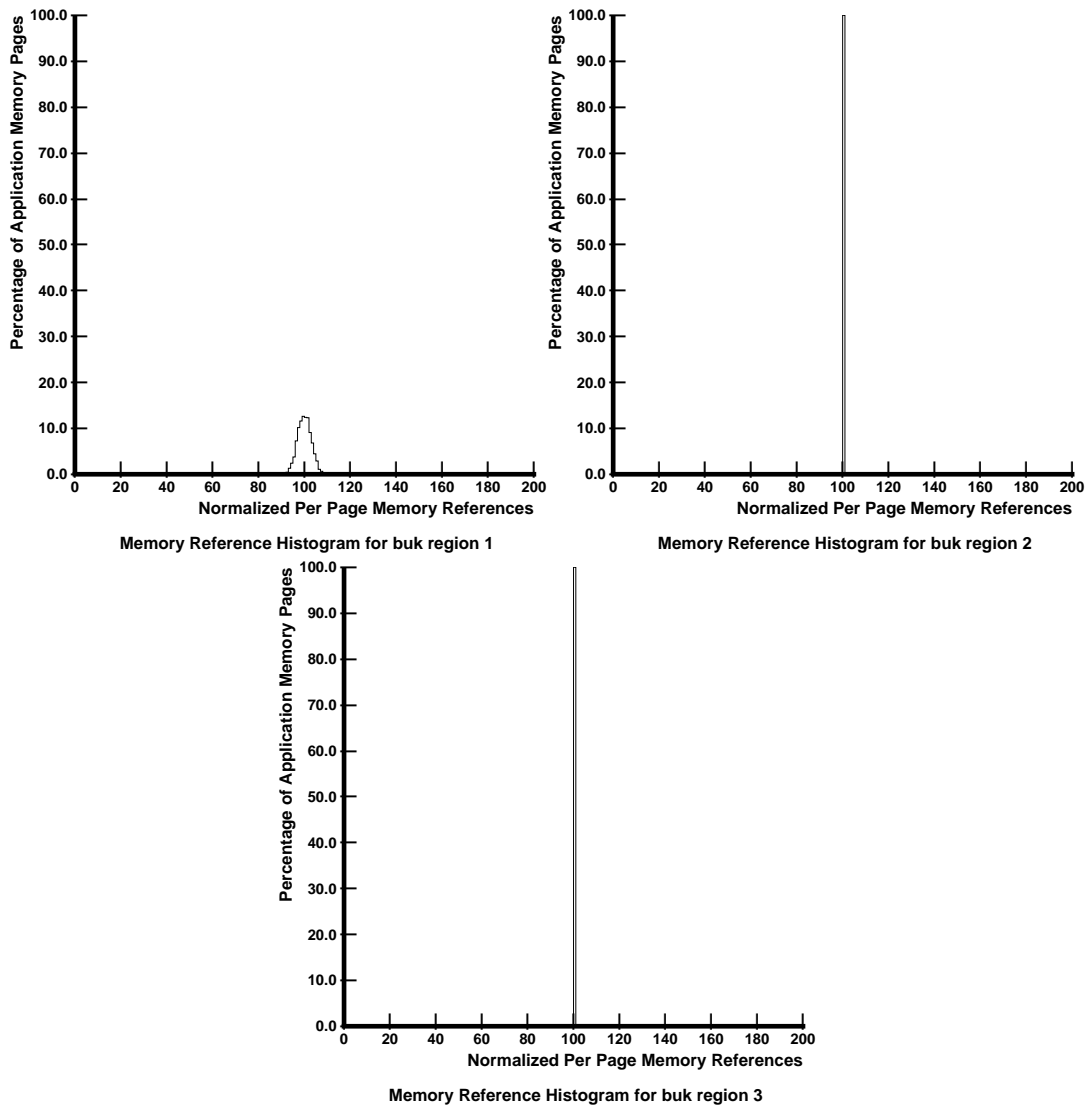 Percentage of Application Memory Pages
100.0
90.0
80.0
70.0
60.0
50.0
40.0
30.0
20.0
10.0
0.0
0 20 40 60 80 100 120 140 160 180 200
Normalized Per Page Memory References
Memory Reference Histogram for buk region 1
Percentage of Application Memory Pages
100.0
90.0
80.0
70.0
60.0
50.0
40.0
30.0
20.0
10.0
0.0
0 20 40 60 80 100 120 140 160 180 200
Normalized Per Page Memory References
Memory Reference Histogram for buk region 2
Percentage of Application Memory Pages
100.0
90.0
80.0
70.0
60.0
50.0
40.0
30.0
20.0
10.0
0.0
0 20 40 60 80 100 120 140 160 180 200
Normalized Per Page Memory References
Memory Reference Histogram for buk region 3